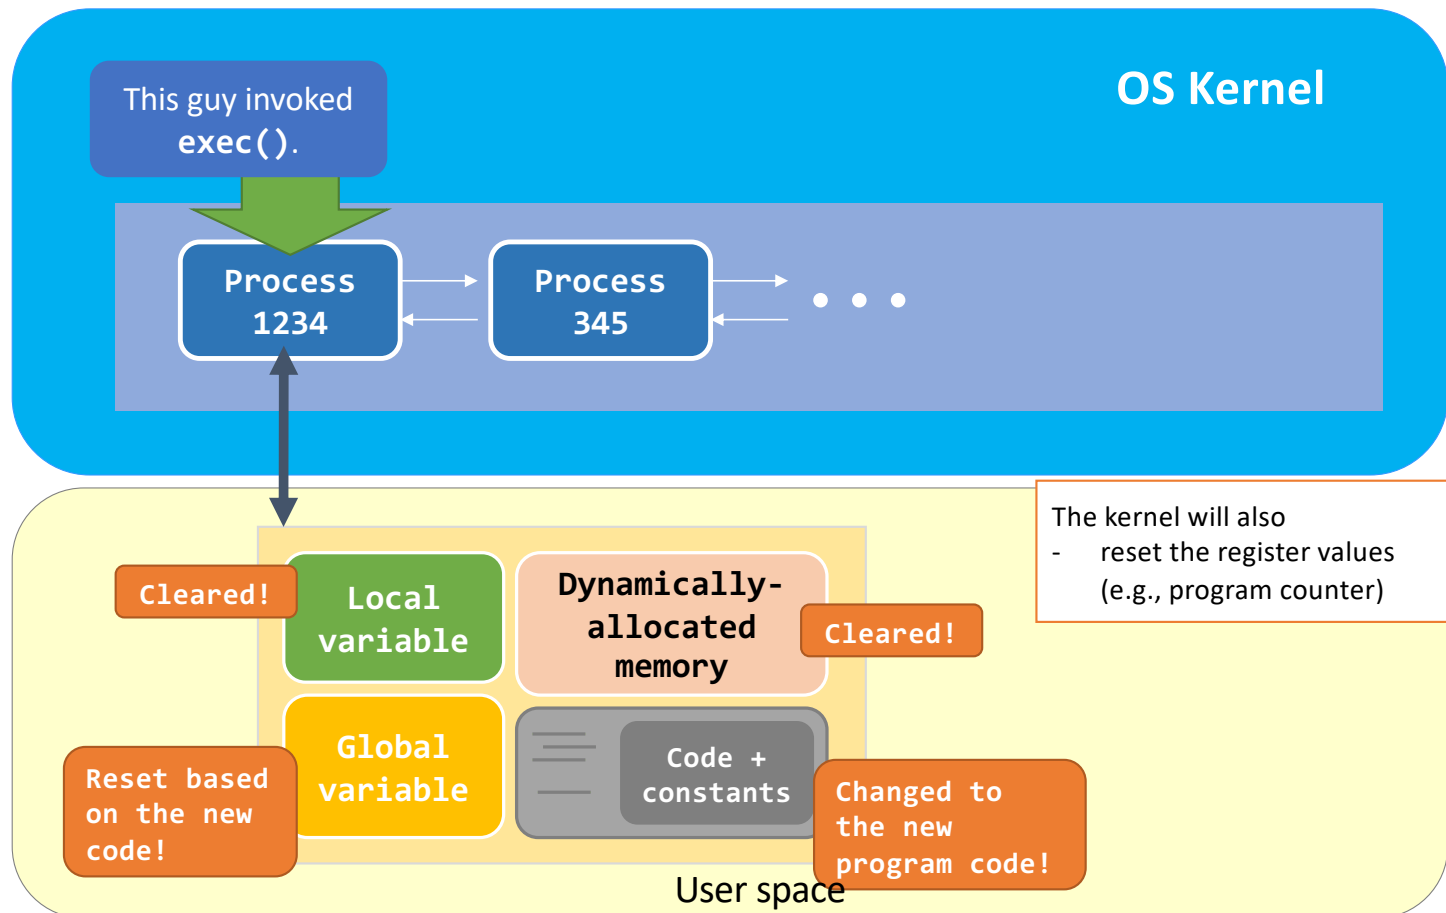 OS Kernel
This guy invoked
exec().
Process
1234
Process
345
The kernel will also
- reset the register values
(e.g., program counter)
Cleared!
Local
variable
Dynamically-
allocated
memory
Cleared!
Global
variable
Code +
constants
Reset based
on the new
code!
Changed to
the new
program code!
User space